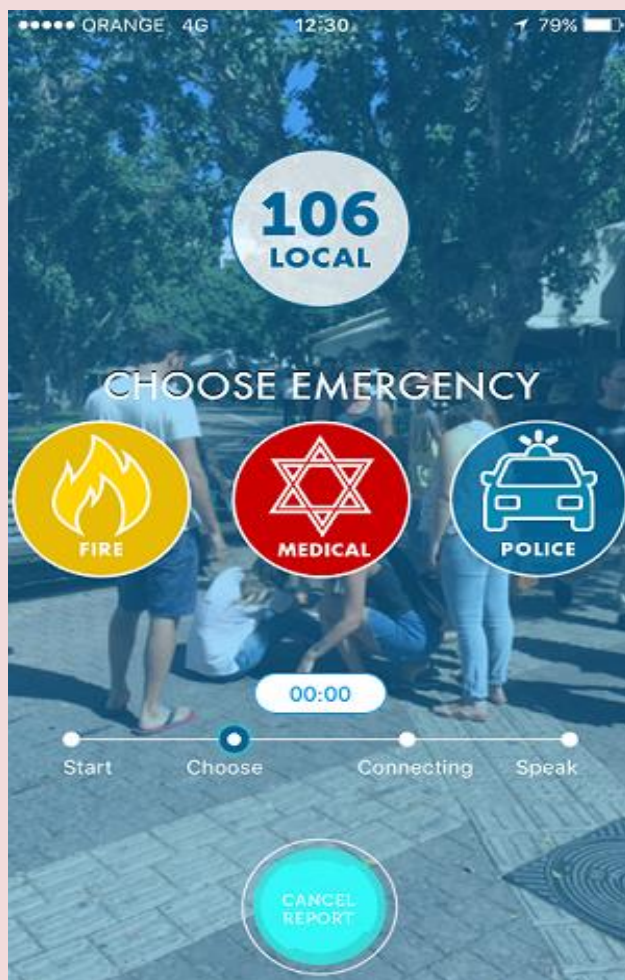 ORANGE 4G 12:30 79%
106
LOCAL
CHOOSE EMERGENCY
FIRE MEDICAL POLICE
00:00
Start Choose Connecting Speak
CANCEL
REPORT